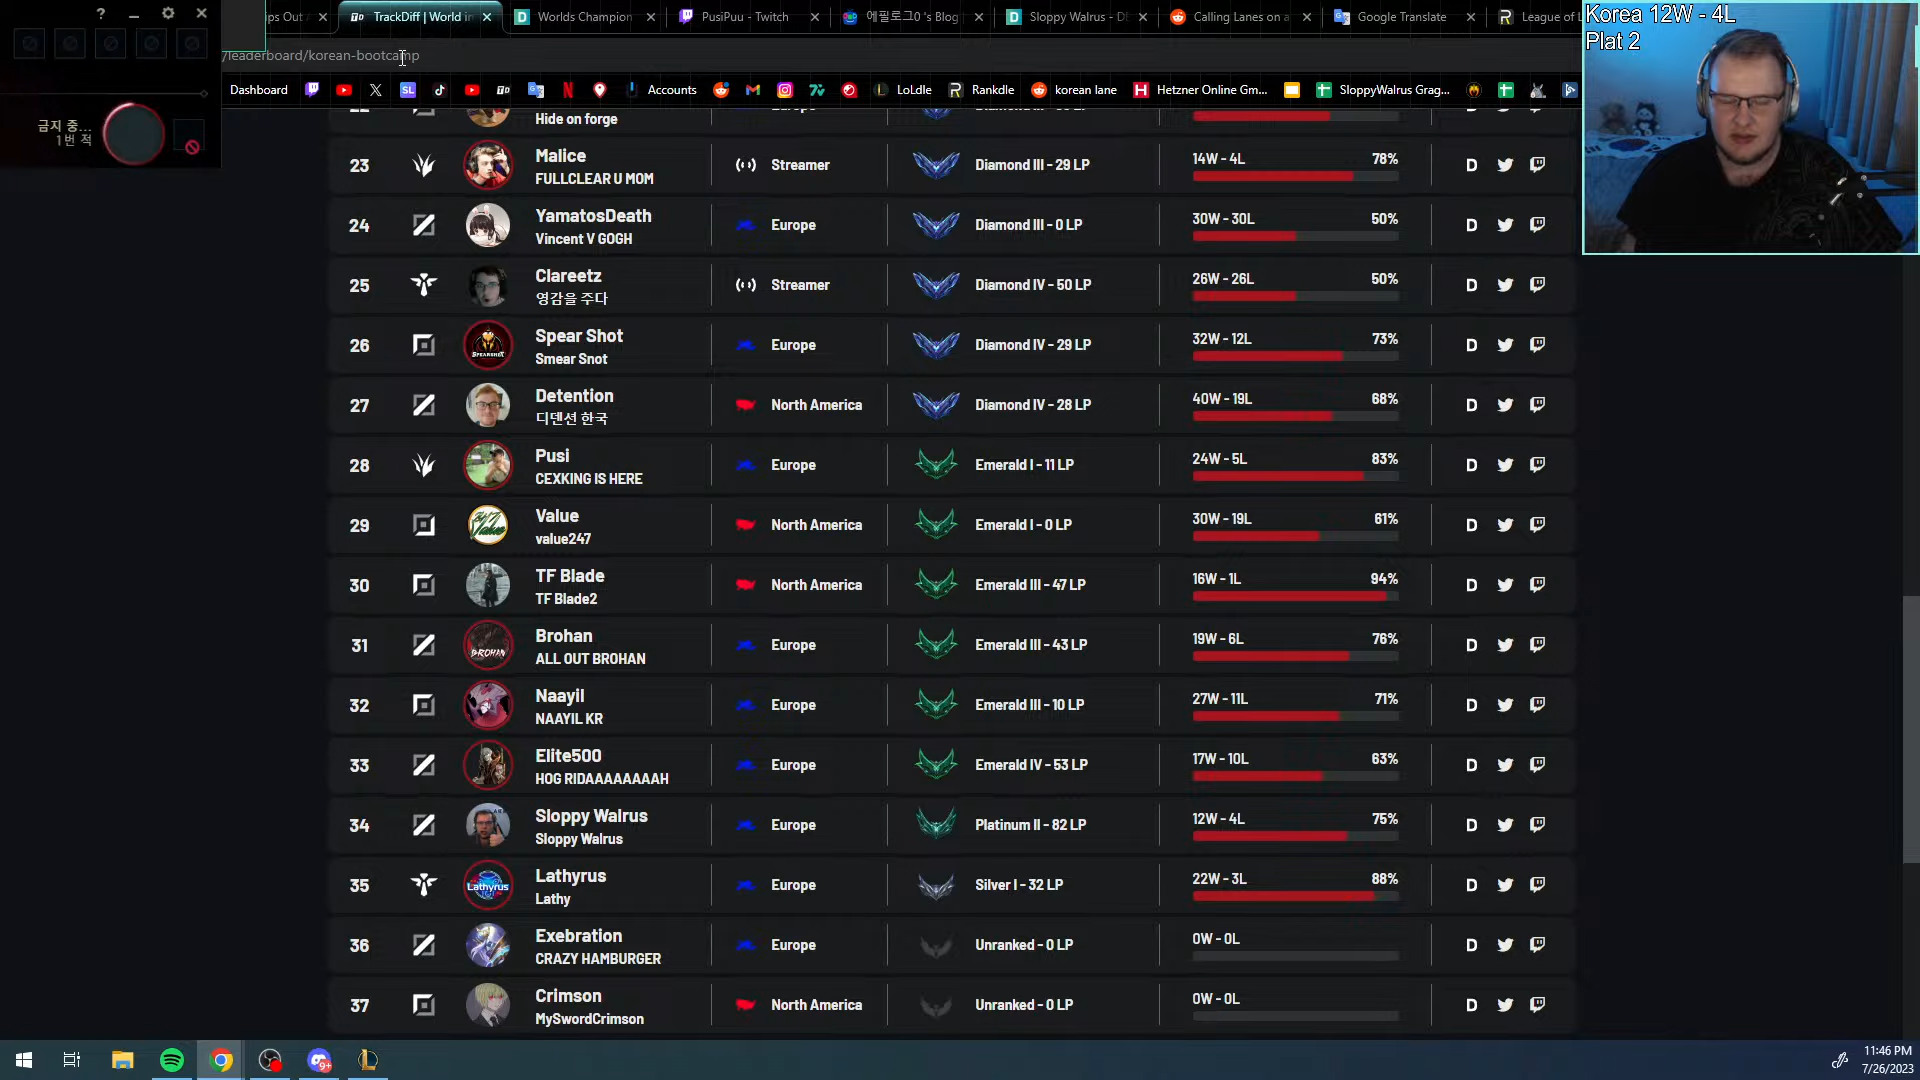 Korea 12W - 4L
Plat 2
ips Out
TrackDiff | World in
Worlds Champion
PusiPuu - Twitch
에필로그0 's Blog
Sloppy Walrus - DE
Calling Lanes on a
Google Translate
League of L
/leaderboard/korean-bootcamp
Dashboard
Accounts
LoLdle
Rankdle
korean lane
Hetzner Online Gm...
SloppyWalrus Grag...
금지 중...
1번 적
Hide on forge
23 Malice Streamer Diamond III - 29 LP 14W - 4L 78%
FULLCLEAR U MOM
24 YamatosDeath Europe Diamond III - 0 LP 30W - 30L 50%
Vincent V GOGH
25 Clareetz Streamer Diamond IV - 50 LP 26W - 26L 50%
영감을 주다
26 Spear Shot Europe Diamond IV - 29 LP 32W - 12L 73%
Smear Snot
27 Detention North America Diamond IV - 28 LP 40W - 19L 68%
디덴션 한국
28 Pusi Europe Emerald I - 11 LP 24W - 5L 83%
CEXKING IS HERE
29 Value North America Emerald I - 0 LP 30W - 19L 61%
value247
30 TF Blade North America Emerald III - 47 LP 16W - 1L 94%
TF Blade2
31 Brohan Europe Emerald III - 43 LP 19W - 6L 76%
ALL OUT BROHAN
32 Naayil Europe Emerald III - 10 LP 27W - 11L 71%
NAAYIL KR
33 Elite500 Europe Emerald IV - 53 LP 17W - 10L 63%
HOG RIDAAAAAAAAH
34 Sloppy Walrus Europe Platinum II - 82 LP 12W - 4L 75%
Sloppy Walrus
35 Lathyrus Europe Silver I - 32 LP 22W - 3L 88%
Lathy
36 Exebration Europe Unranked - 0 LP 0W - 0L
CRAZY HAMBURGER
37 Crimson North America Unranked - 0 LP 0W - 0L
MySwordCrimson
11:46 PM
7/26/2023